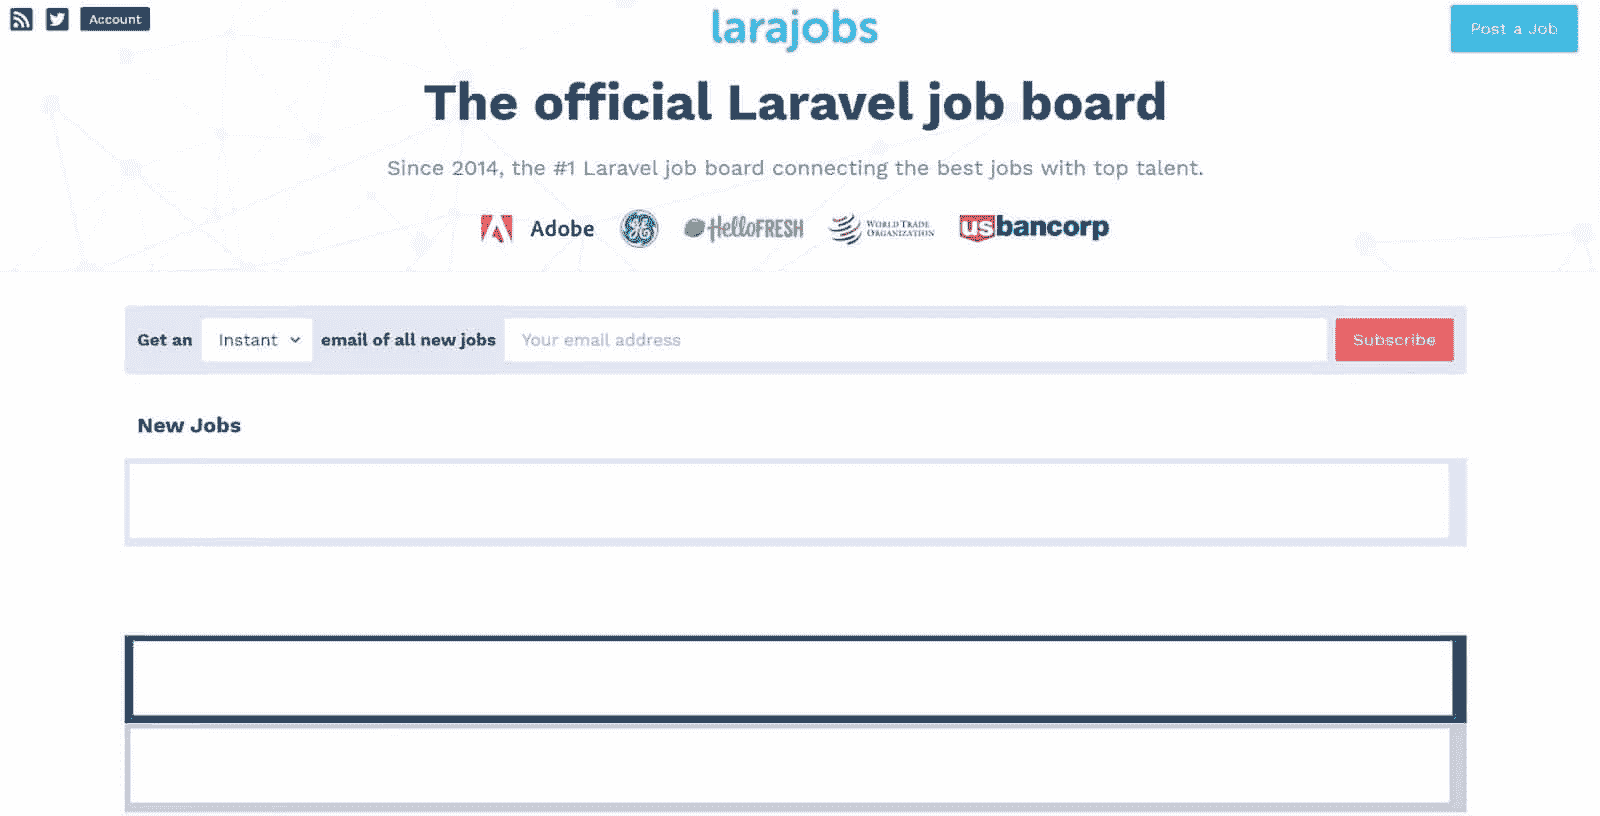 Account
larajobs
Post a Job
The official Laravel job board
Since 2014, the #1 Laravel job board connecting the best jobs with top talent.
Adobe HelloFRESH WORLD TRADE ORGANIZATION usbancorp
Get an Instant email of all new jobs Your email address Subscribe
New Jobs